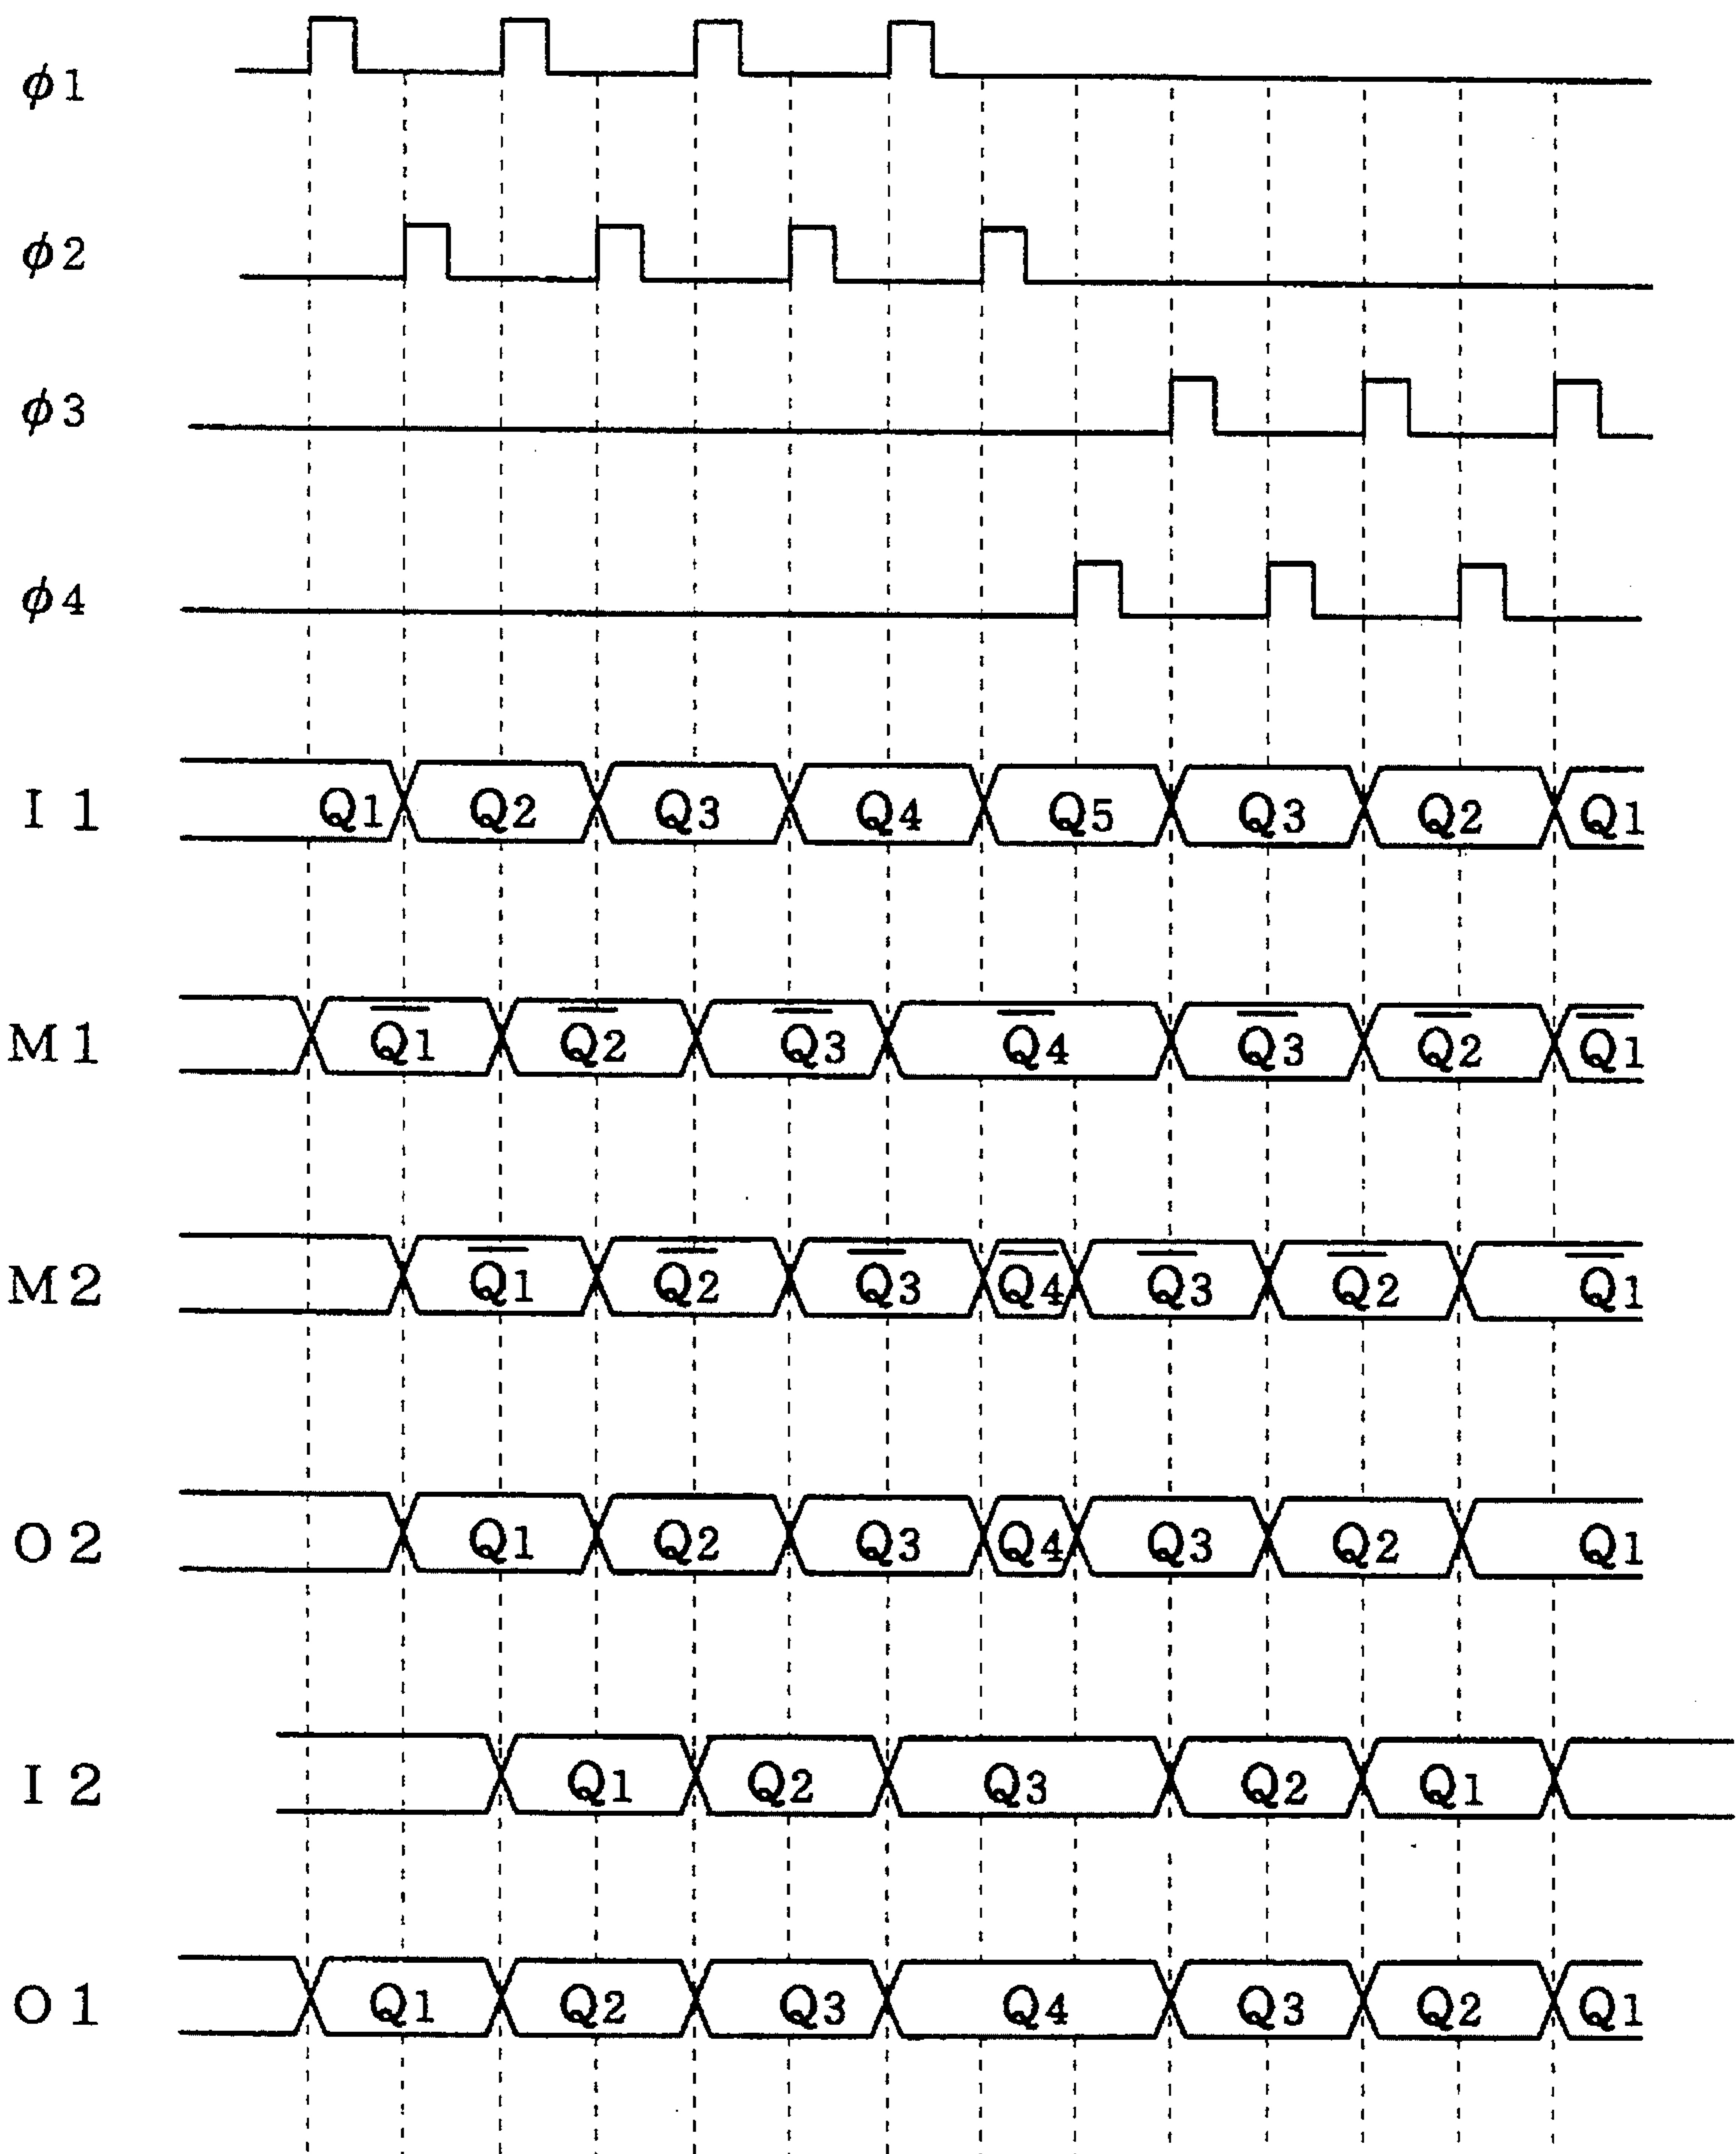 ϕ1
ϕ2
ϕ3
ϕ4
I1 Q1 Q2 Q3 Q4 Q5 Q3 Q2 Q1
M1 Q̅1 Q̅2 Q̅3 Q̅4 Q̅3 Q̅2 Q̅1
M2 Q̅1 Q̅2 Q̅3 Q̅4 Q̅3 Q̅2 Q̅1
O2 Q1 Q2 Q3 Q4 Q3 Q2 Q1
I2 Q1 Q2 Q3 Q2 Q1
O1 Q1 Q2 Q3 Q4 Q3 Q2 Q1